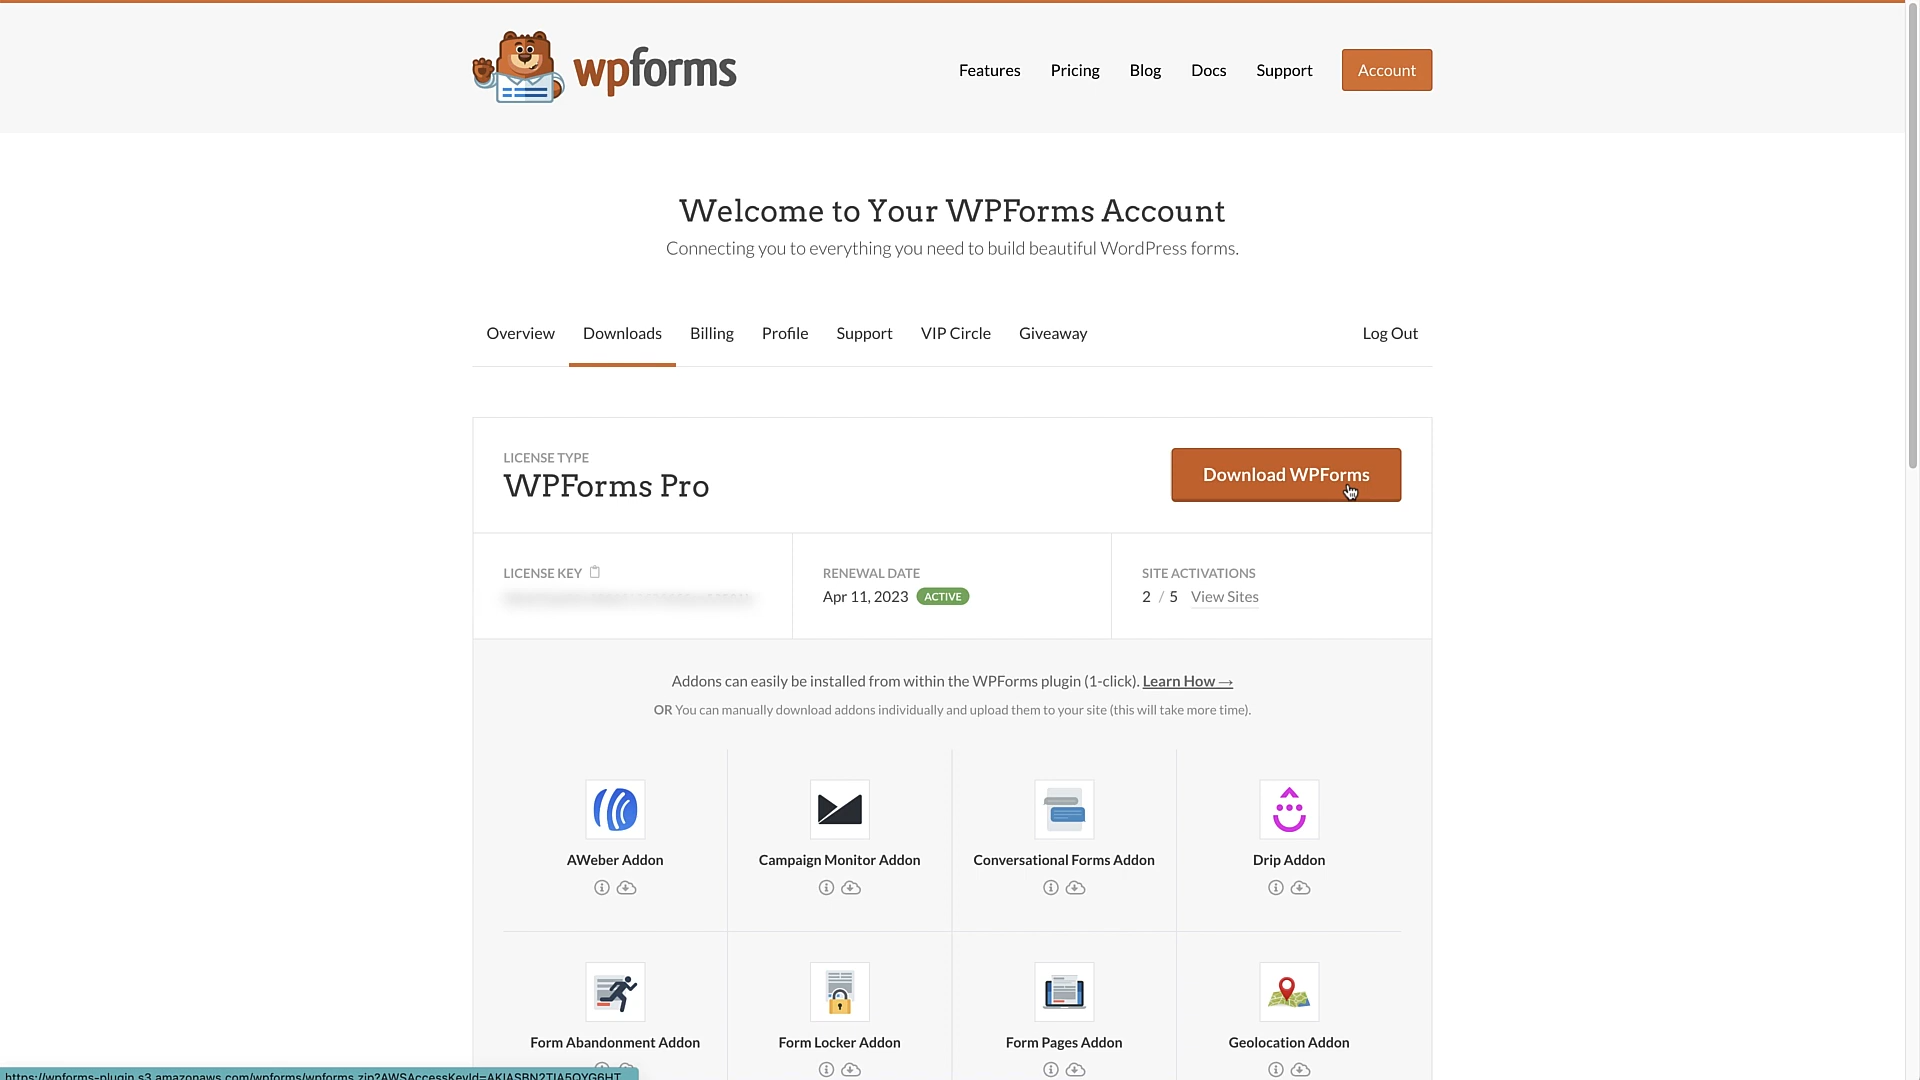 wpforms
Features Pricing Blog Docs Support Account
Welcome to Your WPForms Account
Connecting you to everything you need to build beautiful WordPress forms.
Overview Downloads Billing Profile Support VIP Circle Giveaway Log Out
LICENSE TYPE
WPForms Pro
Download WPForms
LICENSE KEY
RENEWAL DATE
Apr 11, 2023 ACTIVE
SITE ACTIVATIONS
2 / 5 View Sites
Addons can easily be installed from within the WPForms plugin (1-click). Learn How →
OR You can manually download addons individually and upload them to your site (this will take more time).
AWeber Addon
Campaign Monitor Addon
Conversational Forms Addon
Drip Addon
Form Abandonment Addon
Form Locker Addon
Form Pages Addon
Geolocation Addon